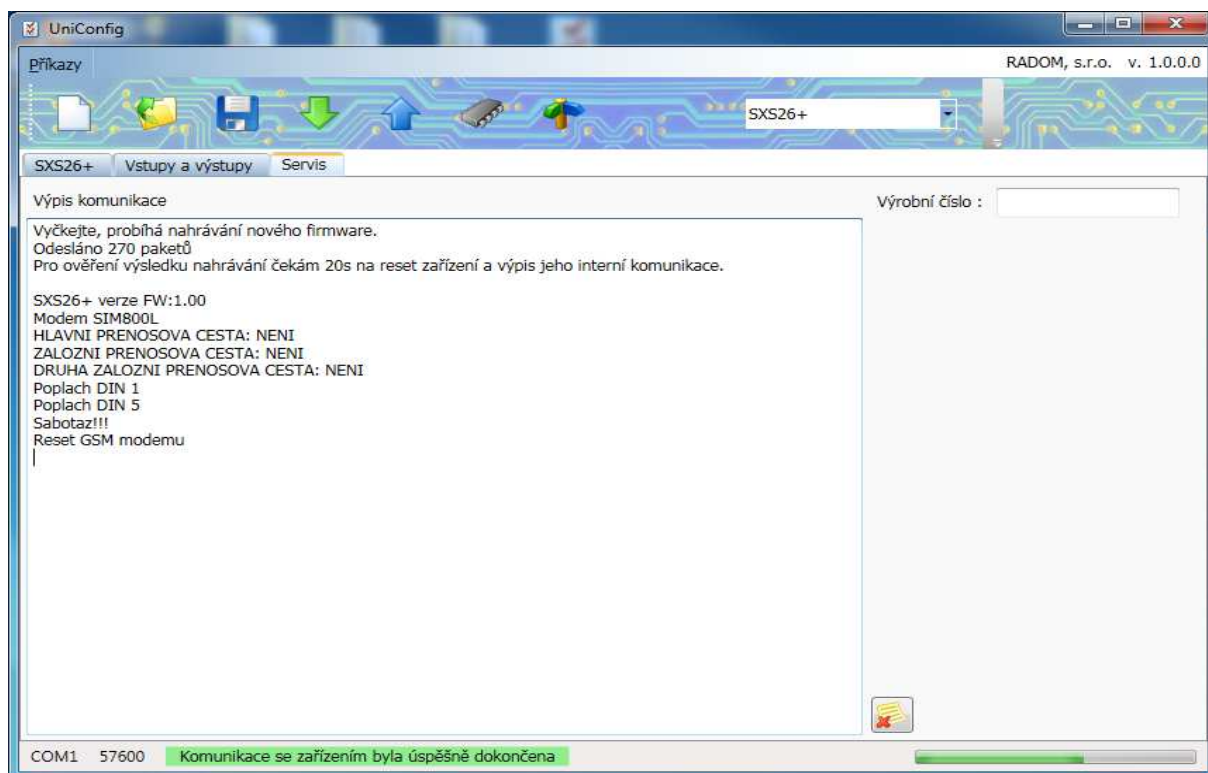 UniConfig
Příkazy
RADOM, s.r.o. v. 1.0.0.0
SXS26+
SXS26+ Vstupy a výstupy Servis
Výpis komunikace
Výrobní číslo :
Vyčkejte, probíhá nahrávání nového firmware.
Odesláno 270 paketů
Pro ověření výsledku nahrávání čekám 20s na reset zařízení a výpis jeho interní komunikace.
SXS26+ verze FW:1.00
Modem SIM800L
HLAVNI PRENOSOVA CESTA: NENI
ZALOZNI PRENOSOVA CESTA: NENI
DRUHA ZALOZNI PRENOSOVA CESTA: NENI
Poplach DIN 1
Poplach DIN 5
Sabotaz!!!
Reset GSM modemu
COM1 57600 Komunikace se zařízením byla úspěšně dokončena